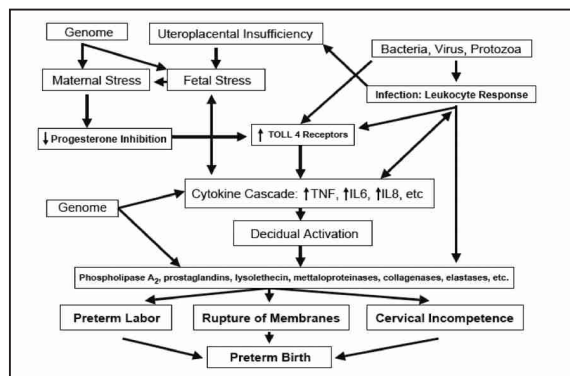 Genome
Uteroplacental Insufficiency
Bacteria, Virus, Protozoa
Maternal Stress
Fetal Stress
Infection: Leukocyte Response
↓ Progesterone Inhibition
↑ TOLL 4 Receptors
Cytokine Cascade: ↑TNF, ↑IL6, ↑IL8, etc
Genome
Decidual Activation
Phospholipase A2, prostaglandins, lysolethecin, mettaloproteinases, collagenases, elastases, etc.
Preterm Labor
Rupture of Membranes
Cervical Incompetence
Preterm Birth